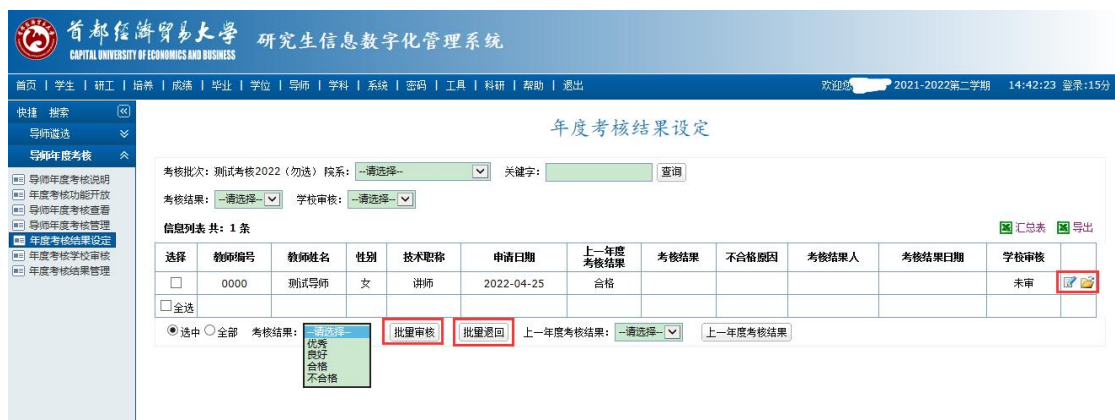 首都经济贸易大学 研究生信息数字化管理系统
CAPITAL UNIVERSITY OF ECONOMICS AND BUSINESS
首页 | 学生 | 研工 | 培养 | 成绩 | 毕业 | 学位 | 导师 | 学科 | 系统 | 密码 | 工具 | 科研 | 帮助 | 退出 欢迎您 2021-2022第二学期 14:42:23 登录:15分
快捷 搜索
导师遴选
导师年度考核
导师年度考核说明
年度考核功能开放
导师年度考核查看
导师年度考核管理
年度考核结果设定
年度考核学校审核
年度考核结果管理
年度考核结果设定
考核批次：测试考核2022（勿选） 院系： --请选择-- 关键字： 查询
考核结果： --请选择-- 学校审核： --请选择--
信息列表 共：1 条 汇总表 导出
选择 教师编号 教师姓名 性别 技术职称 申请日期 上一年度考核结果 考核结果 不合格原因 考核结果人 考核结果日期 学校审核
0000 测试导师 女 讲师 2022-04-25 合格 未审
全选
选中 全部 考核结果： --请选择-- 批量审核 批量退回 上一年度考核结果： --请选择-- 上一年度考核结果
优秀
良好
合格
不合格